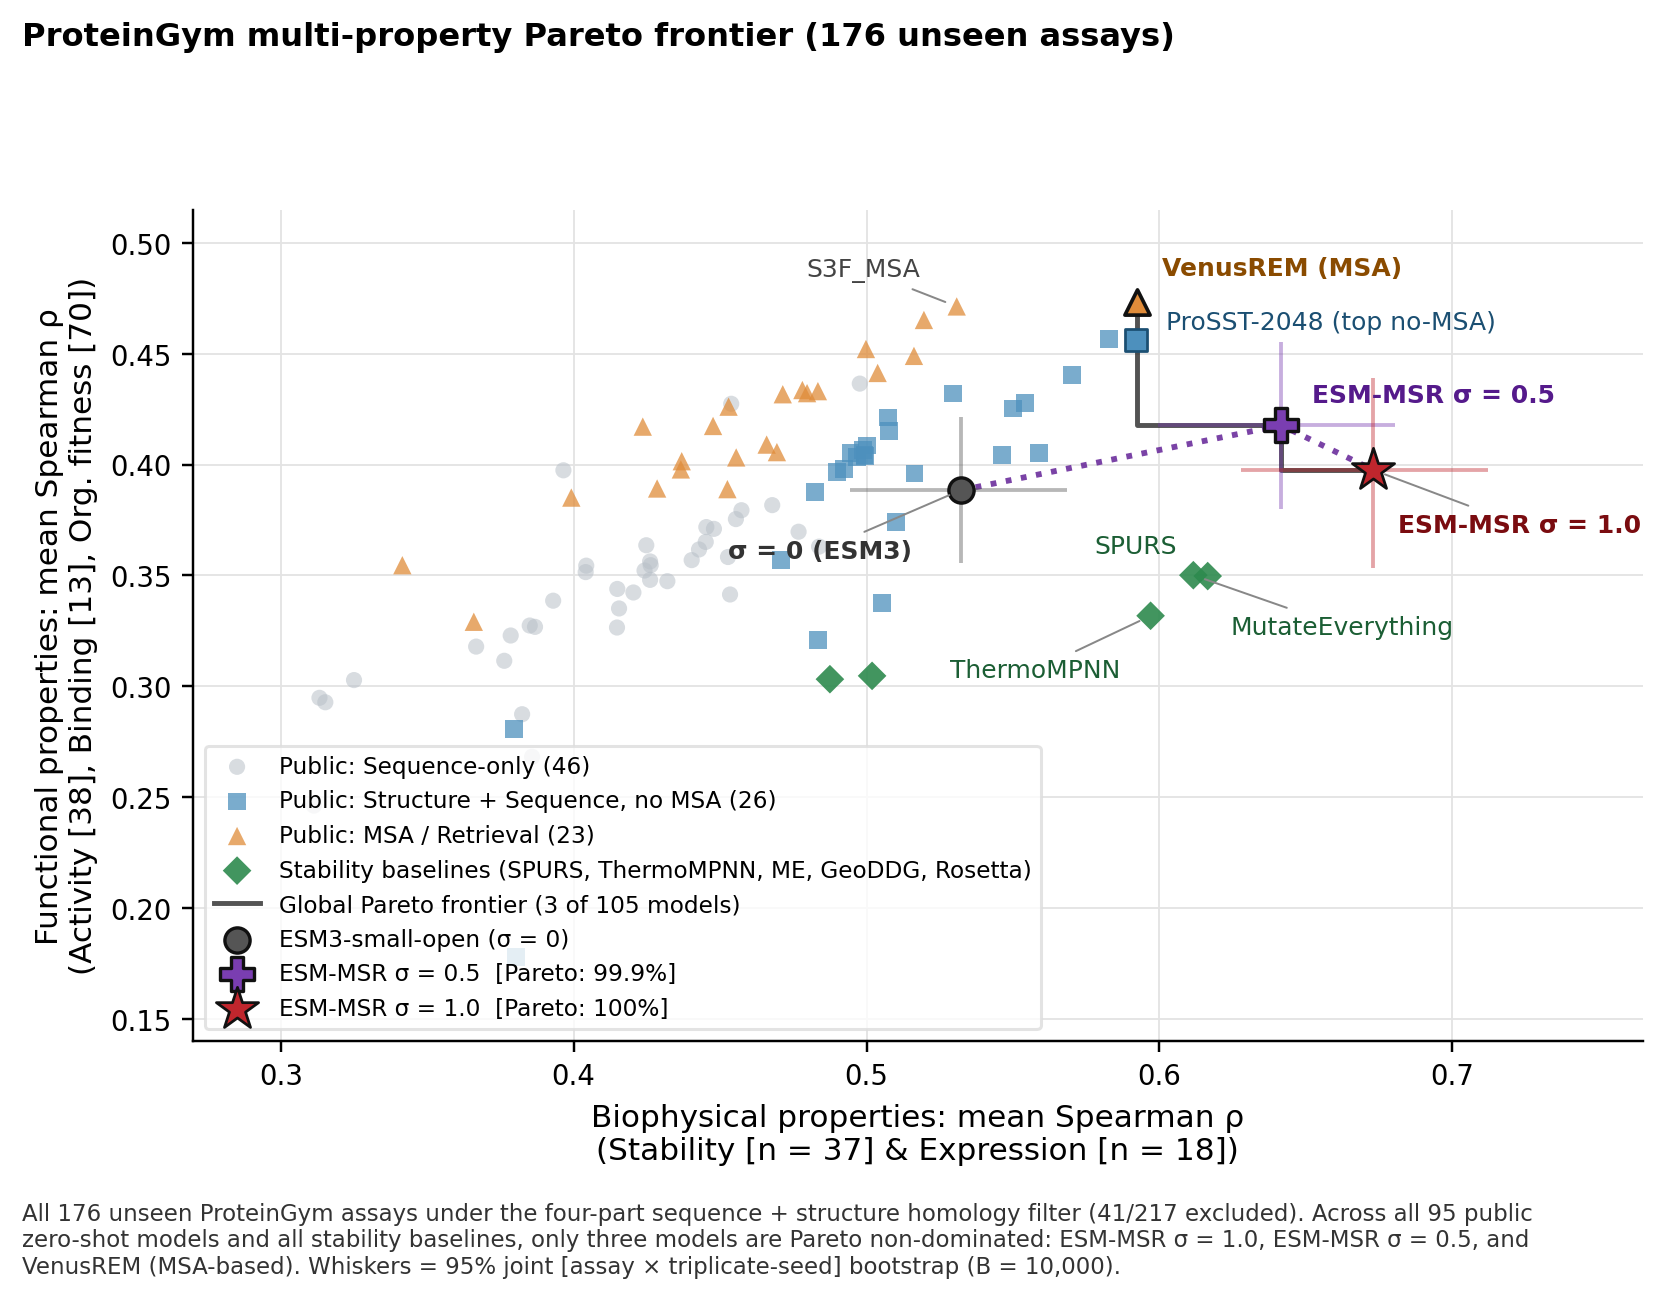 ProteinGym multi-property Pareto frontier (176 unseen assays)
Functional properties: mean Spearman ρ
(Activity [38], Binding [13], Org. fitness [70])
0.50
0.45
0.40
0.35
0.30
0.25
0.20
0.15
S3F_MSA
VenusREM (MSA)
ProSST-2048 (top no-MSA)
ESM-MSR σ = 0.5
ESM-MSR σ = 1.0
σ = 0 (ESM3)
SPURS
MutateEverything
ThermoMPNN
Public: Sequence-only (46)
Public: Structure + Sequence, no MSA (26)
Public: MSA / Retrieval (23)
Stability baselines (SPURS, ThermoMPNN, ME, GeoDDG, Rosetta)
Global Pareto frontier (3 of 105 models)
ESM3-small-open (σ = 0)
ESM-MSR σ = 0.5 [Pareto: 99.9%]
ESM-MSR σ = 1.0 [Pareto: 100%]
0.3
0.4
0.5
0.6
0.7
Biophysical properties: mean Spearman ρ
(Stability [n = 37] & Expression [n = 18])
All 176 unseen ProteinGym assays under the four-part sequence + structure homology filter (41/217 excluded). Across all 95 public
zero-shot models and all stability baselines, only three models are Pareto non-dominated: ESM-MSR σ = 1.0, ESM-MSR σ = 0.5, and
VenusREM (MSA-based). Whiskers = 95% joint [assay × triplicate-seed] bootstrap (B = 10,000).